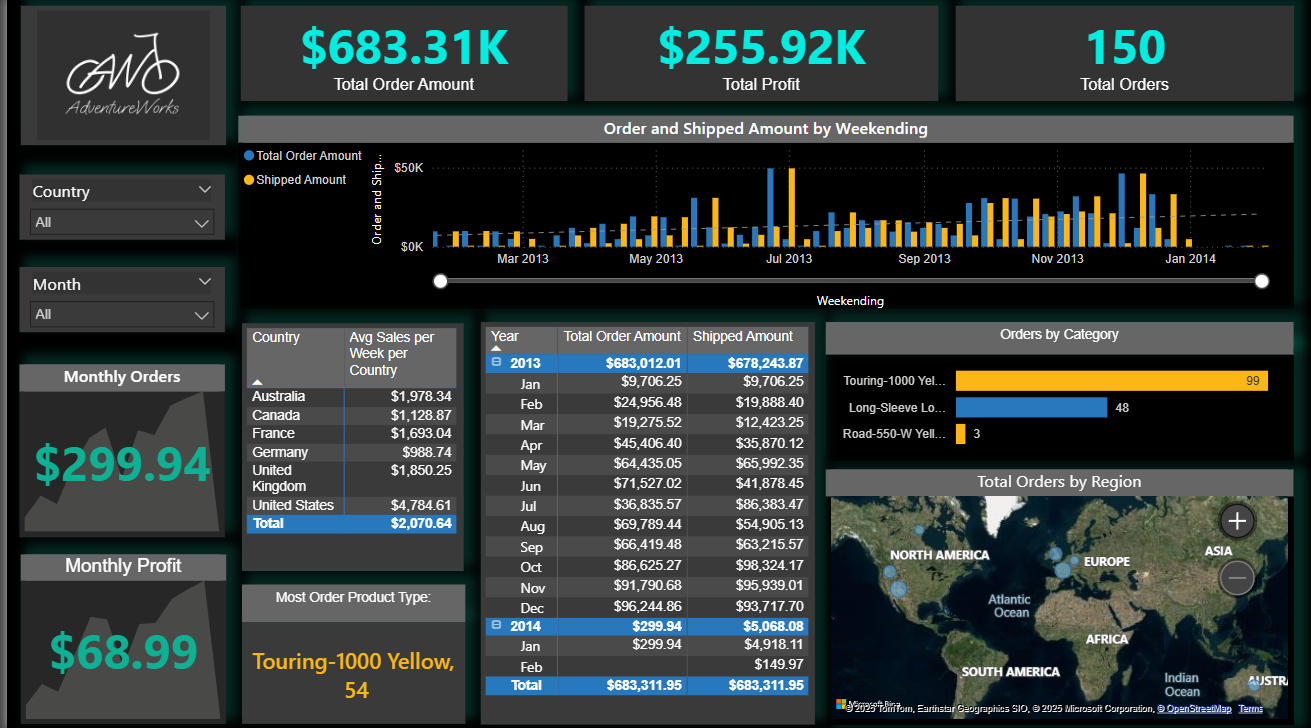 AW
AdventureWorks
$683.31K
Total Order Amount
$255.92K
Total Profit
150
Total Orders
Country
All
Month
All
Monthly Orders
$299.94
Monthly Profit
$68.99
Order and Shipped Amount by Weekending
Total Order Amount
Shipped Amount
Order and Ship...
$50K
$0K
Mar 2013
May 2013
Jul 2013
Sep 2013
Nov 2013
Jan 2014
Weekending
Country Avg Sales per
Week per
Country
Australia $1,978.34
Canada $1,128.87
France $1,693.04
Germany $988.74
United $1,850.25
Kingdom
United States $4,784.61
Total $2,070.64
Most Order Product Type:
Touring-1000 Yellow,
54
Year Total Order Amount Shipped Amount
2013 $683,012.01 $678,243.87
Jan $9,706.25 $9,706.25
Feb $24,956.48 $19,888.40
Mar $19,275.52 $12,423.25
Apr $45,406.40 $35,870.12
May $64,435.05 $65,992.35
Jun $71,527.02 $41,878.45
Jul $36,835.57 $86,383.47
Aug $69,789.44 $54,905.13
Sep $66,419.48 $63,215.57
Oct $86,625.27 $98,324.17
Nov $91,790.68 $95,939.01
Dec $96,244.86 $93,717.70
2014 $299.94 $5,068.08
Jan $299.94 $4,918.11
Feb $149.97
Total $683,311.95 $683,311.95
Orders by Category
Touring-1000 Yel... 99
Long-Sleeve Lo... 48
Road-550-W Yell... 3
Total Orders by Region
NORTH AMERICA
EUROPE
ASIA
Atlantic
Ocean
AFRICA
SOUTH AMERICA
Indian
Ocean
AUSTR
Microsoft Bing
© 2025 TomTom, Earthstar Geographics SIO, © 2025 Microsoft Corporation, © OpenStreetMap Terms